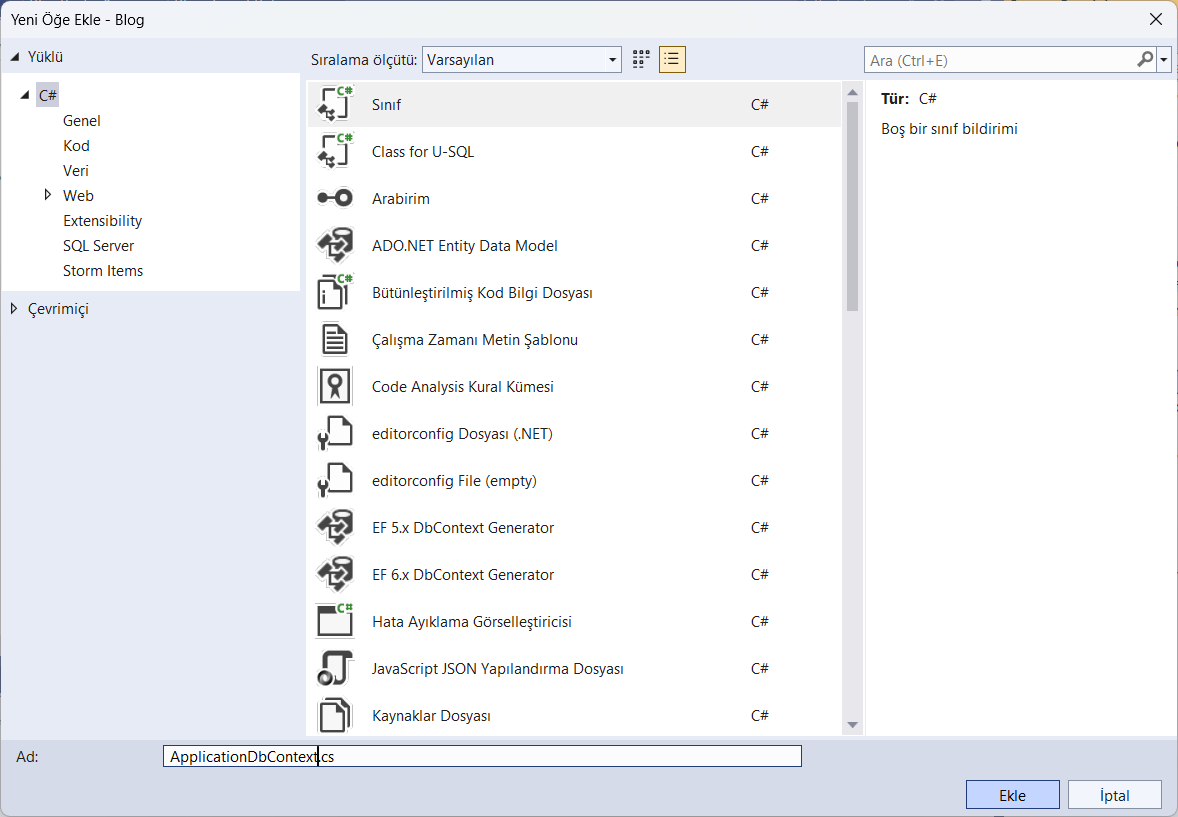 Yeni Öğe Ekle - Blog
Yüklü
C#
Genel
Kod
Veri
Web
Extensibility
SQL Server
Storm Items
Çevrimiçi
Sıralama ölçütü: Varsayılan
Ara (Ctrl+E)
Sınıf C#
Class for U-SQL C#
Arabirim C#
ADO.NET Entity Data Model C#
Bütünleştirilmiş Kod Bilgi Dosyası C#
Çalışma Zamanı Metin Şablonu C#
Code Analysis Kural Kümesi C#
editorconfig Dosyası (.NET) C#
editorconfig File (empty) C#
EF 5.x DbContext Generator C#
EF 6.x DbContext Generator C#
Hata Ayıklama Görselleştiricisi C#
JavaScript JSON Yapılandırma Dosyası C#
Kaynaklar Dosyası C#
Tür: C#
Boş bir sınıf bildirimi
Ad: ApplicationDbContext.cs
Ekle İptal